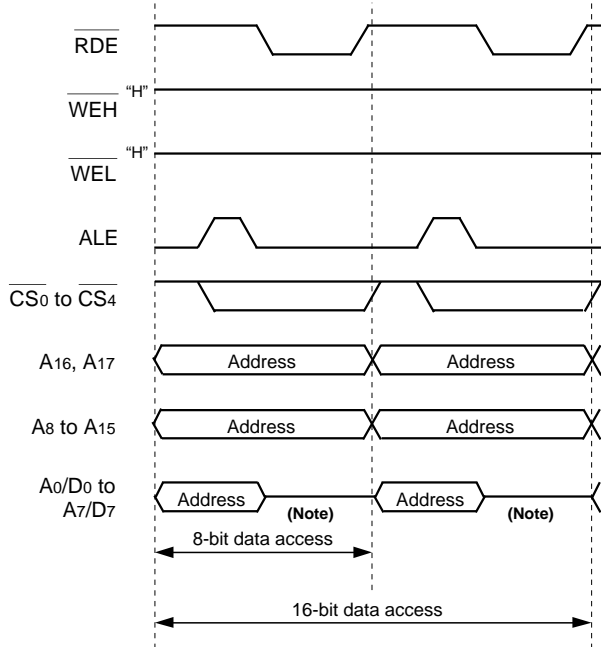 RDE
"H"
WEH
"H"
WEL
ALE
CS0 to CS4
A16, A17
Address
Address
A8 to A15
Address
Address
A0/D0 to
A7/D7
Address
(Note)
Address
(Note)
8-bit data access
16-bit data access